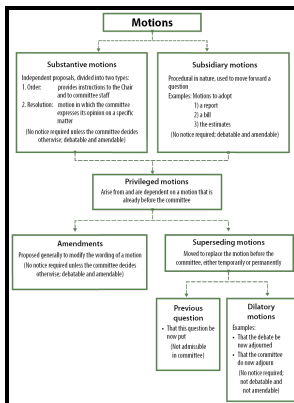 Motions
Substantive motions
Independent proposals, divided into two types:
1. Order: provides instructions to the Chair
and to committee staff
2. Resolution: motion in which the committee
expresses its opinion on a specific
matter
(No notice required unless the committee decides
otherwise; debatable and amendable)
Subsidiary motions
Procedural in nature, used to move forward a
question
Examples: Motions to adopt
1) a report
2) a bill
3) the estimates
(No notice required; debatable and amendable)
Privileged motions
Arise from and are dependent on a motion that is
already before the committee
Amendments
Proposed generally to modify the wording of a motion
(No notice required unless the committee decides
otherwise; debatable and amendable)
Superseding motions
Moved to replace the motion before the
committee, either temporarily or permanently
Previous
question
• That this question be
now put
(Not admissible
in committee)
Dilatory
motions
Examples:
• That the debate be
now adjourned
• That the committee
do now adjourn
(No notice required;
not debatable and
not amendable)